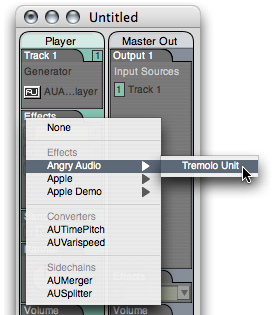 Untitled
Player
Master Out
Track 1
1
Output 1
Generator
Input Sources
AUA...layer
1 Track 1
Effects
None
Effects
Angry Audio
Tremolo Unit
Apple
Apple Demo
Converters
AUTimePitch
AUVarispeed
Sidechains
AUMerger
AUSplitter
Effects
Volume
Volume